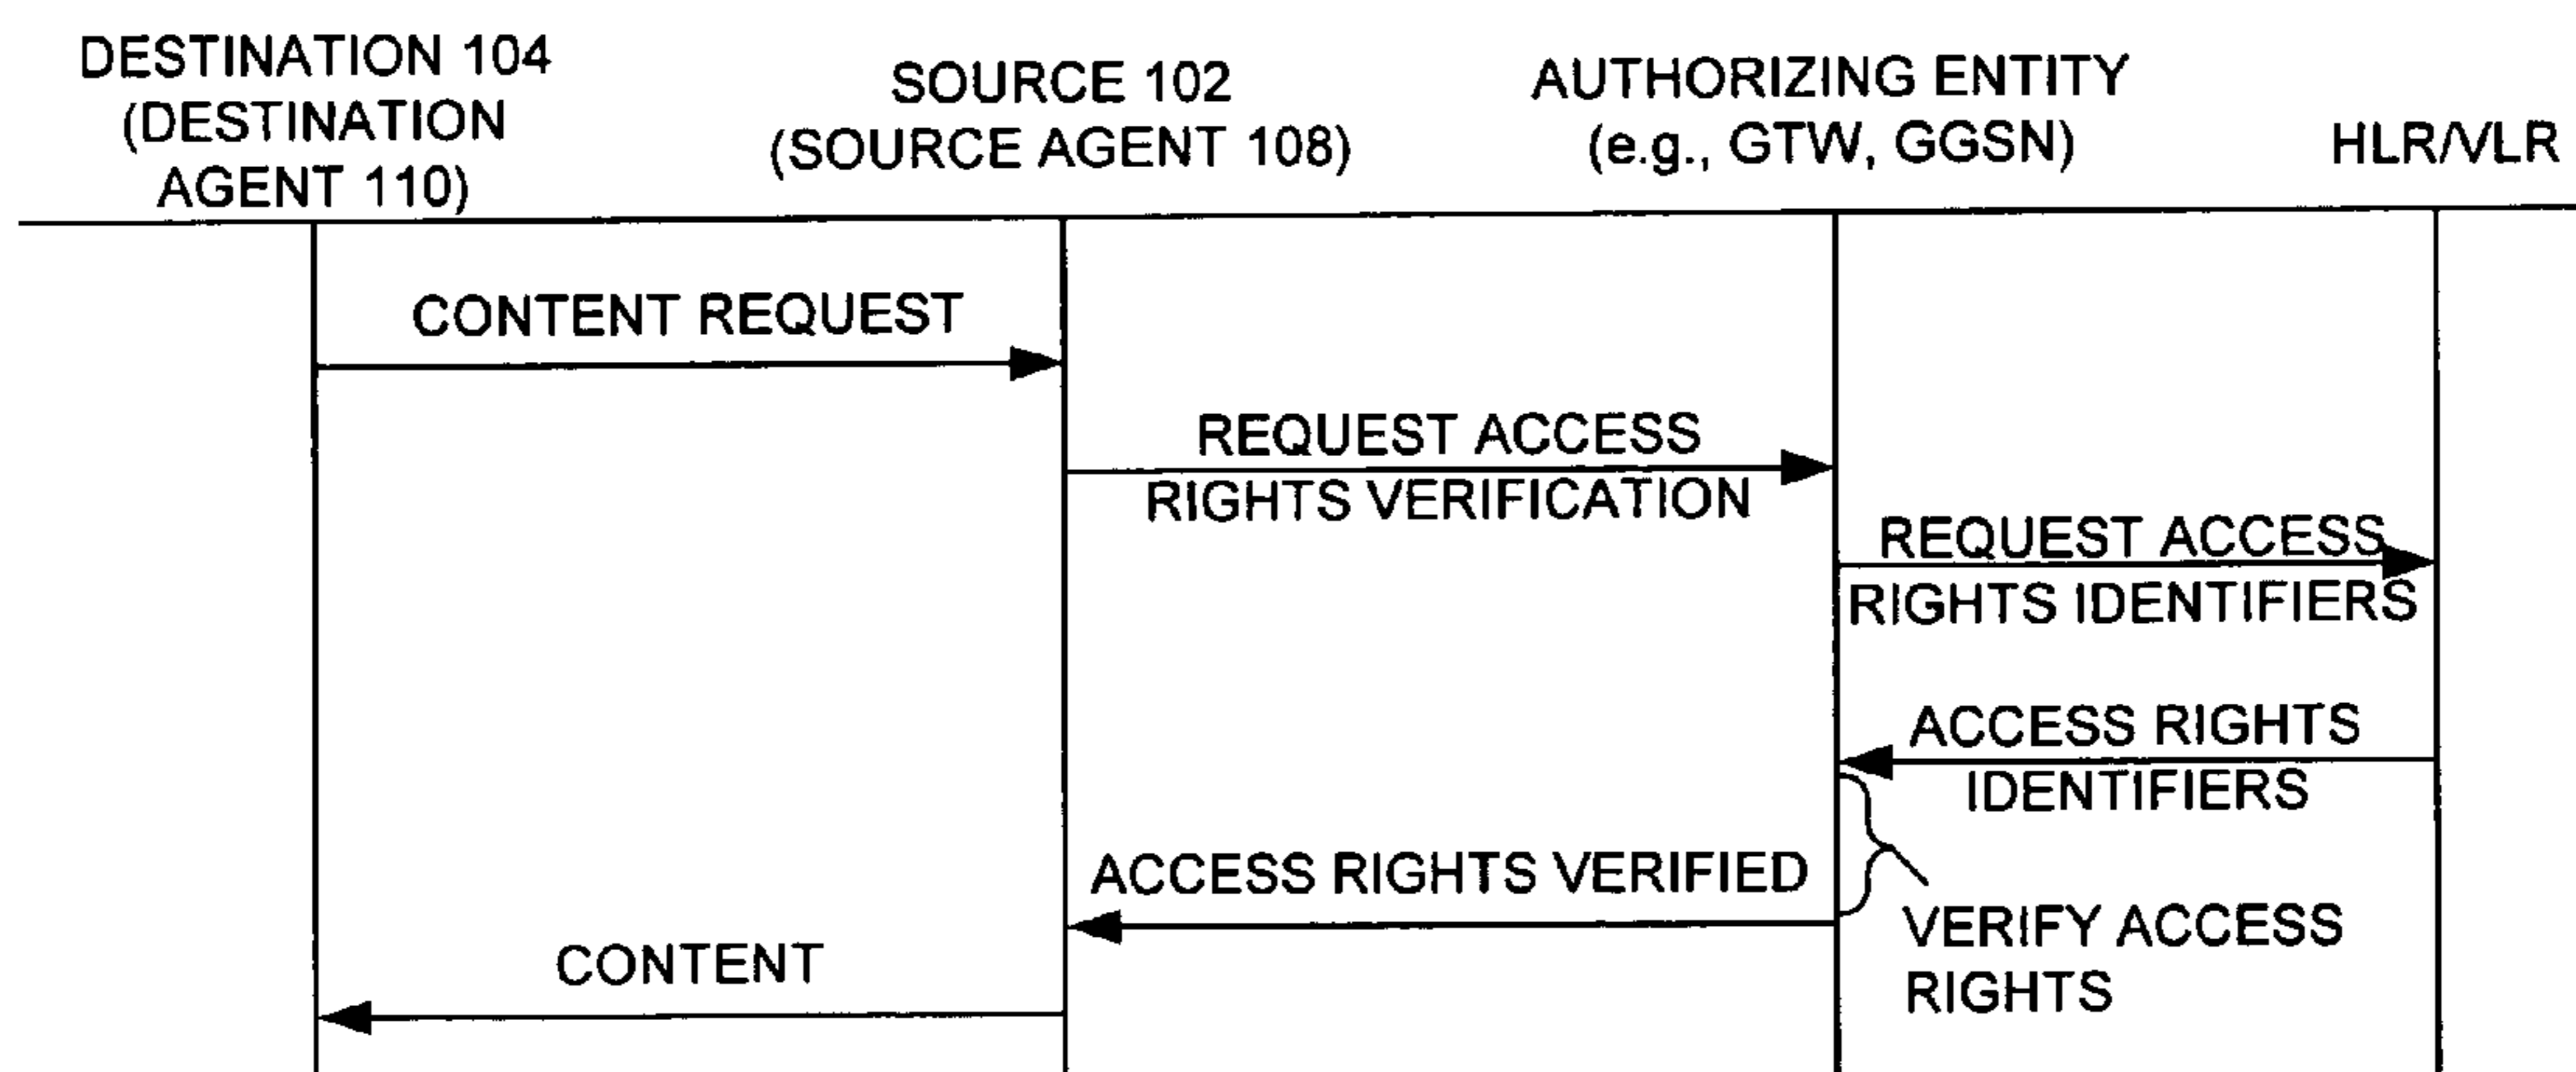 DESTINATION 104
(DESTINATION
AGENT 110)
SOURCE 102
(SOURCE AGENT 108)
AUTHORIZING ENTITY
(e.g., GTW, GGSN)
HLR/VLR
CONTENT REQUEST
REQUEST ACCESS
RIGHTS VERIFICATION
REQUEST ACCESS
RIGHTS IDENTIFIERS
ACCESS RIGHTS
IDENTIFIERS
ACCESS RIGHTS VERIFIED
VERIFY ACCESS
RIGHTS
CONTENT